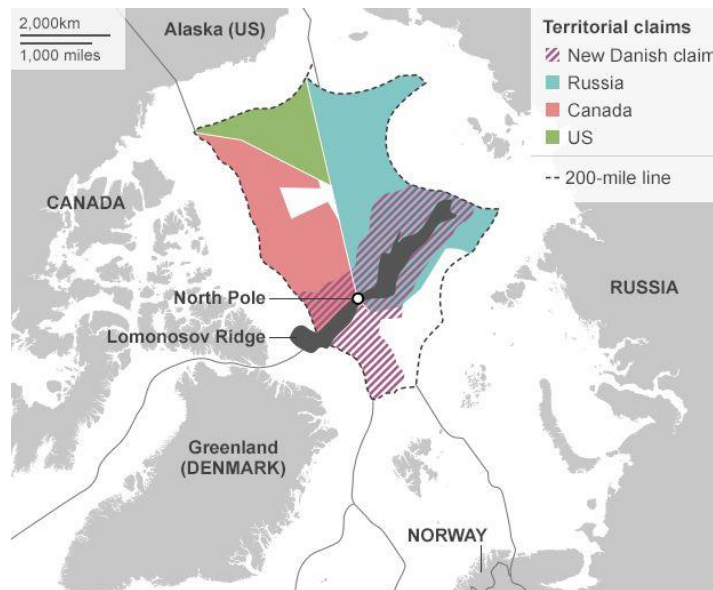 2,000km
1,000 miles
Alaska (US)
Territorial claims
New Danish claim
Russia
Canada
US
200-mile line
CANADA
North Pole
RUSSIA
Lomonosov Ridge
Greenland
(DENMARK)
NORWAY